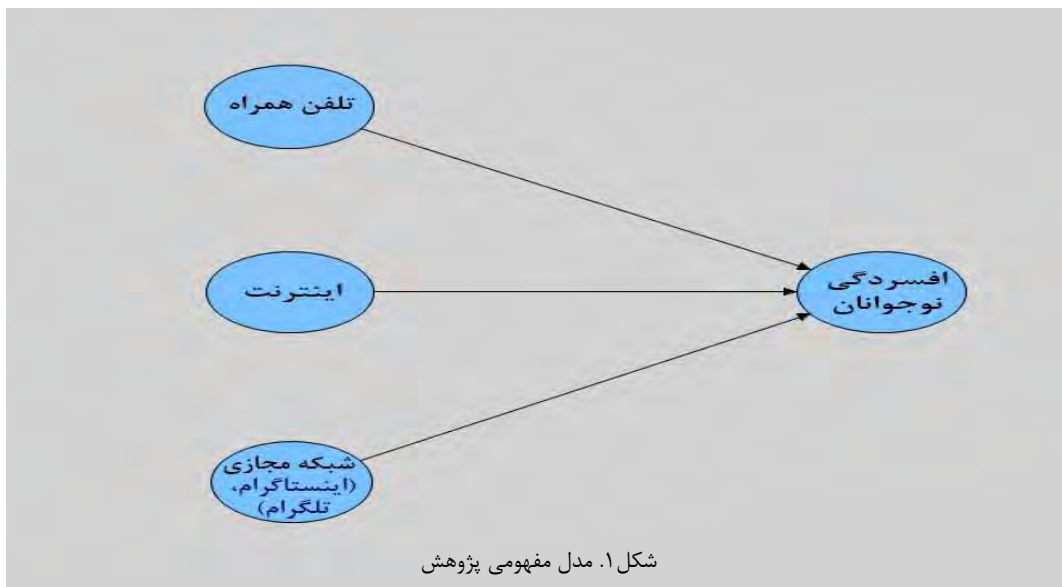 تلفن همراه
اینترنت
افسردگی
نوجوانان
شبکه مجازی
(اینستاگرام،
تلگرام)
شکل۱. مدل مفهومی پژوهش